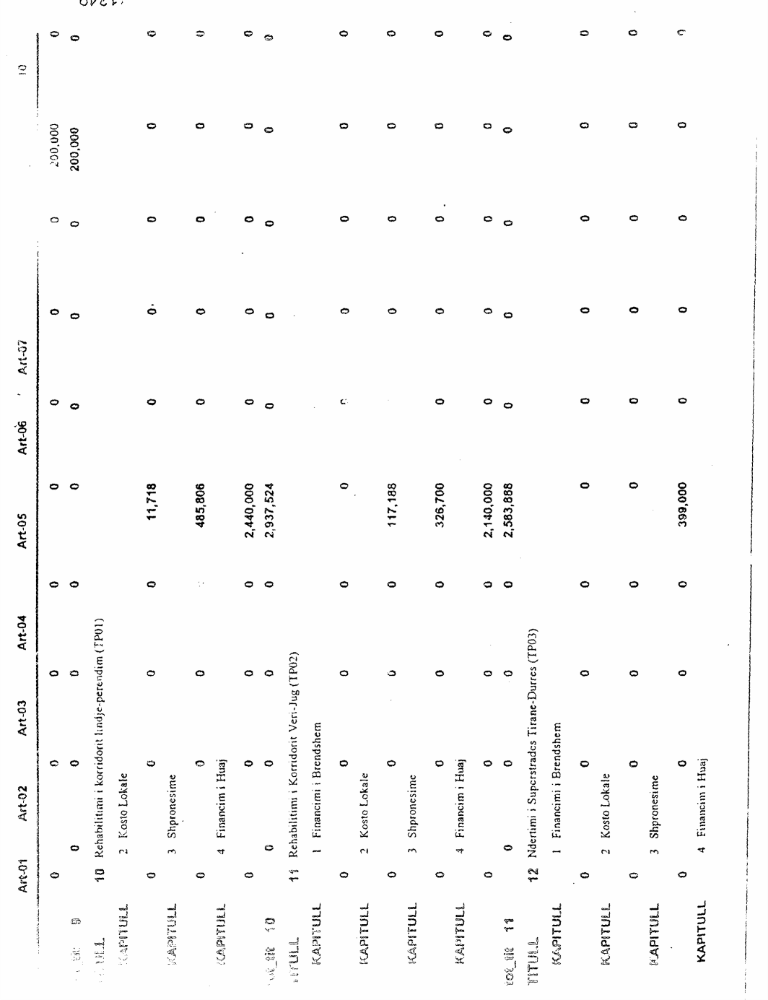 Art-01 Art-02 Art-03 Art-04 Art-05 Art-06 Art-07 10
0 0 0 0 0 0 0 0 200,000 0
9 0 0 0 0 0 0 0 0 200,000 0
10 Rehabilitimi i korridorit lindje-perendim (TP01)
KAPITULL 2 Kosto Lokale
0 0 0 0 11,718 0 0 0 0 0
KAPITULL 3 Shpronesime
0 0 0 485,806 0 0 0 0 0
KAPITULL 4 Financim i Huaj
0 0 0 0 2,440,000 0 0 0 0 0
10 0 0 0 0 2,937,524 0 0 0 0 0
TITULL 11 Rehabilitimi i Korridorit Veri-Jug (TP02)
KAPITULL 1 Financimi i Brendshem
0 0 0 0 0 0 0 0 0
KAPITULL 2 Kosto Lokale
0 0 0 0 117,188 0 0 0 0
KAPITULL 3 Shpronesime
0 0 0 0 326,700 0 0 0 0 0
KAPITULL 4 Financim i Huaj
0 0 0 0 2,140,000 0 0 0 0 0
tot_tit 11 0 0 0 0 2,583,888 0 0 0 0 0
TITULL 12 Ndertimi i Superstrades Tirane-Durres (TP03)
KAPITULL 1 Financimi i Brendshem
0 0 0 0 0 0 0 0 0 0
KAPITULL 2 Kosto Lokale
0 0 0 0 0 0 0 0 0 0
KAPITULL 3 Shpronesime
0 0 0 0 399,000 0 0 0 0 0
KAPITULL 4 Financim i Huaj